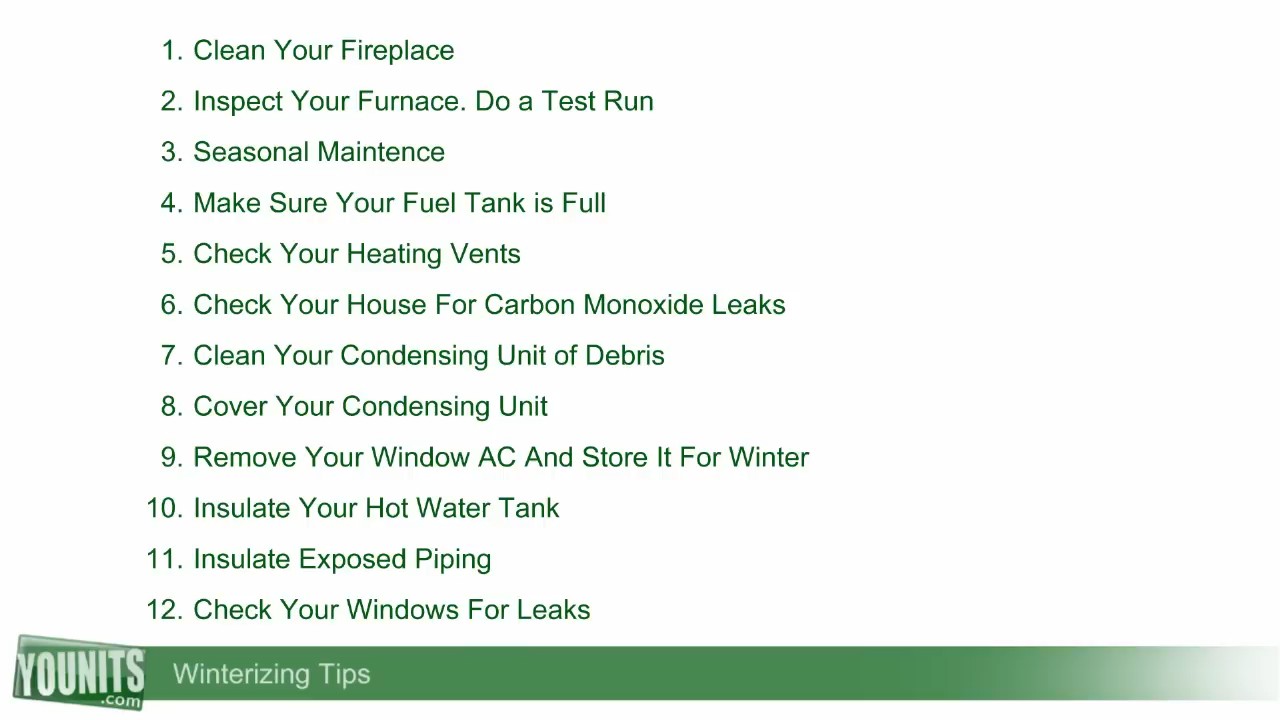 1. Clean Your Fireplace
2. Inspect Your Furnace. Do a Test Run
3. Seasonal Maintence
4. Make Sure Your Fuel Tank is Full
5. Check Your Heating Vents
6. Check Your House For Carbon Monoxide Leaks
7. Clean Your Condensing Unit of Debris
8. Cover Your Condensing Unit
9. Remove Your Window AC And Store It For Winter
10. Insulate Your Hot Water Tank
11. Insulate Exposed Piping
12. Check Your Windows For Leaks
YOUNITS
.com
Winterizing Tips